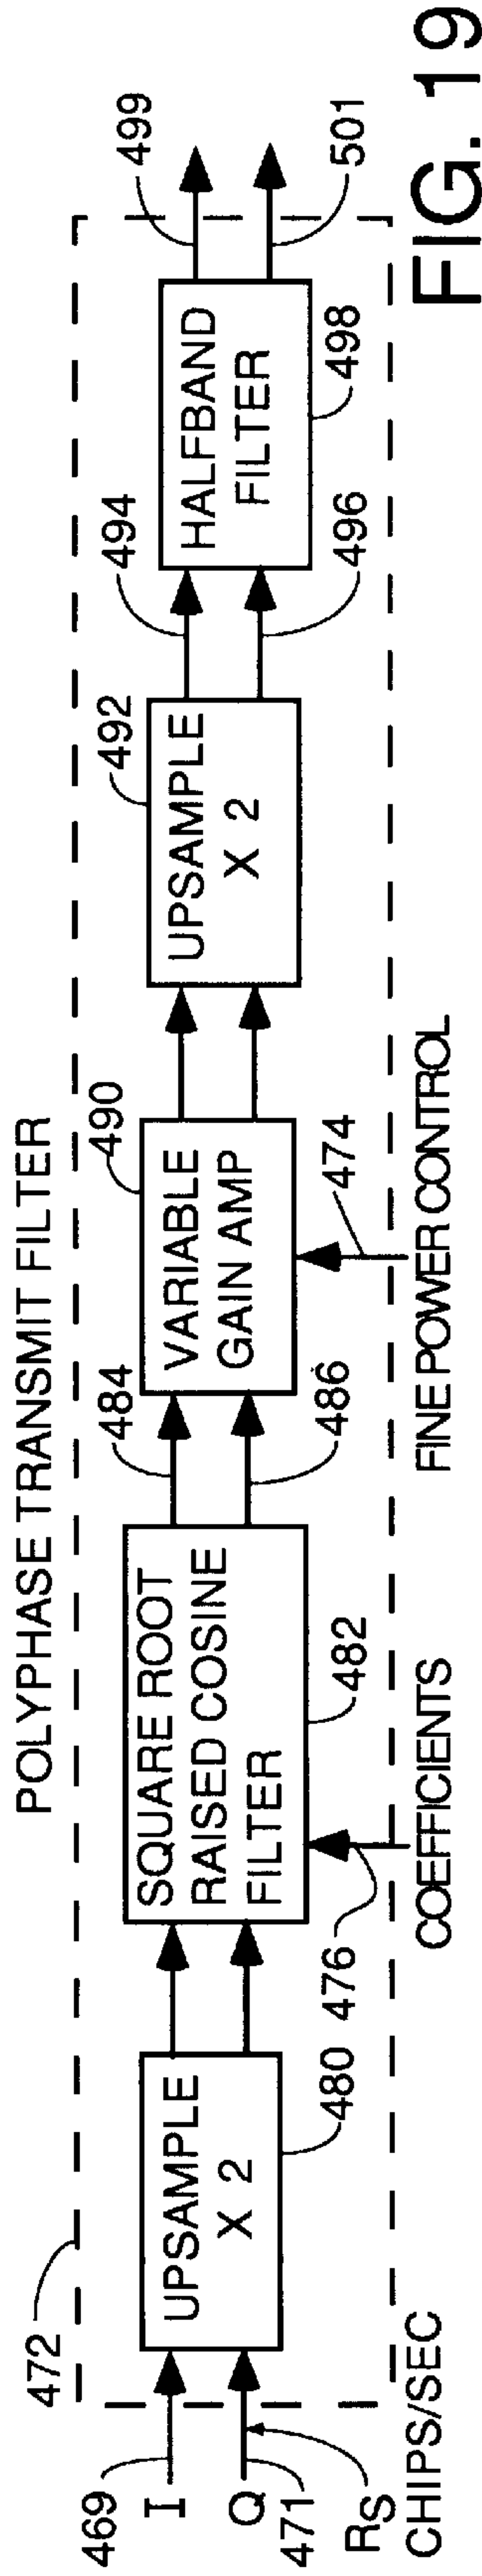 POLYPHASE TRANSMIT FILTER
472
469
I
Q
471
RS
CHIPS/SEC
UPSAMPLE
X 2
480
SQUARE ROOT
RAISED COSINE
FILTER
482
476
COEFFICIENTS
484
486
VARIABLE
GAIN AMP
490
474
FINE POWER CONTROL
UPSAMPLE
X 2
492
494
496
HALFBAND
FILTER
498
499
501
FIG. 19